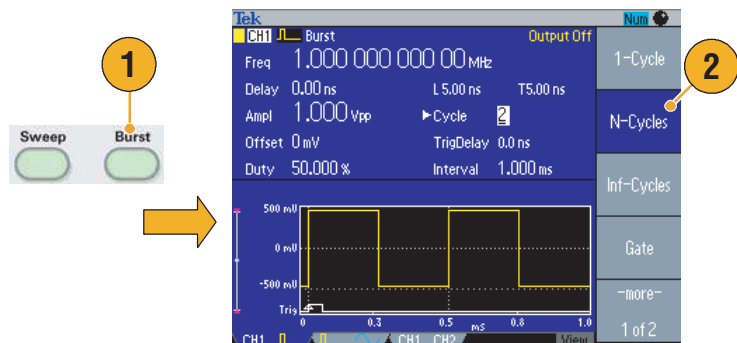 1
Sweep
Burst
Tek
Num
CH1 Burst
Output Off
Freq 1.000 000 000 00 MHz
Delay 0.00 ns L 5.00 ns T5.00 ns
Ampl 1.000 Vpp ►Cycle 2
Offset 0 mV TrigDelay 0.0 ns
Duty 50.000 % Interval 1.000 ms
500 mV
0 mV
-500 mV
Trig
0 0.3 0.5 ms 0.8 1.0
CH1 CH1 CH2 View
1-Cycle
2
N-Cycles
Inf-Cycles
Gate
-more-
1 of 2